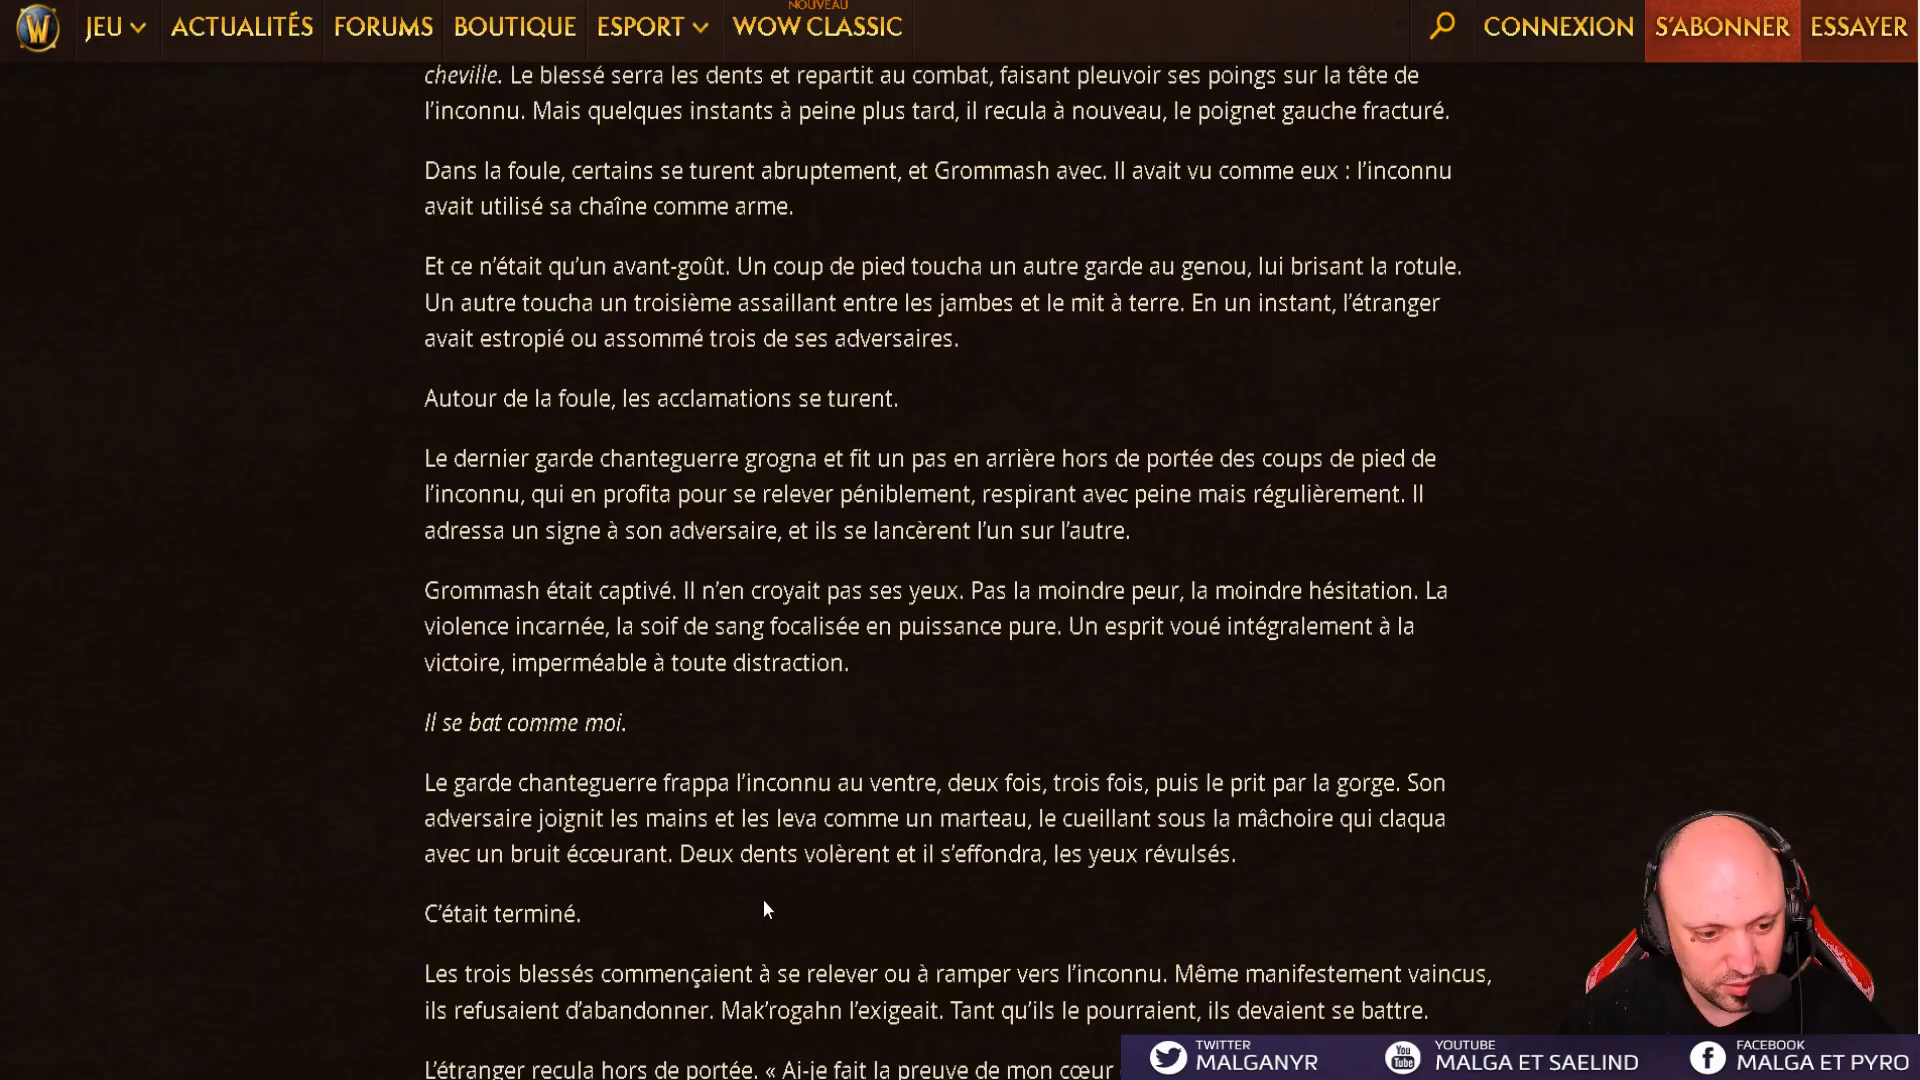 JEU
ACTUALITÉS
FORUMS
BOUTIQUE
ESPORT
NOUVEAU
WOW CLASSIC
CONNEXION
S'ABONNER
ESSAYER
cheville. Le blessé serra les dents et repartit au combat, faisant pleuvoir ses poings sur la tête de
l’inconnu. Mais quelques instants à peine plus tard, il recula à nouveau, le poignet gauche fracturé.
Dans la foule, certains se turent abruptement, et Grommash avec. Il avait vu comme eux : l’inconnu
avait utilisé sa chaîne comme arme.
Et ce n’était qu’un avant-goût. Un coup de pied toucha un autre garde au genou, lui brisant la rotule.
Un autre toucha un troisième assaillant entre les jambes et le mit à terre. En un instant, l’étranger
avait estropié ou assommé trois de ses adversaires.
Autour de la foule, les acclamations se turent.
Le dernier garde chanteguerre grogna et fit un pas en arrière hors de portée des coups de pied de
l’inconnu, qui en profita pour se relever péniblement, respirant avec peine mais régulièrement. Il
adressa un signe à son adversaire, et ils se lancèrent l’un sur l’autre.
Grommash était captivé. Il n’en croyait pas ses yeux. Pas la moindre peur, la moindre hésitation. La
violence incarnée, la soif de sang focalisée en puissance pure. Un esprit voué intégralement à la
victoire, imperméable à toute distraction.
Il se bat comme moi.
Le garde chanteguerre frappa l’inconnu au ventre, deux fois, trois fois, puis le prit par la gorge. Son
adversaire joignit les mains et les leva comme un marteau, le cueillant sous la mâchoire qui claqua
avec un bruit écœurant. Deux dents volèrent et il s’effondra, les yeux révulsés.
C’était terminé.
Les trois blessés commençaient à se relever ou à ramper vers l’inconnu. Même manifestement vaincus,
ils refusaient d’abandonner. Mak’rogahn l’exigeait. Tant qu’ils le pourraient, ils devaient se battre.
L’étranger recula hors de portée. « Ai-je fait la preuve de mon cœur
TWITTER
MALGANYR
YOUTUBE
MALGA ET SAELIND
FACEBOOK
MALGA ET PYRO